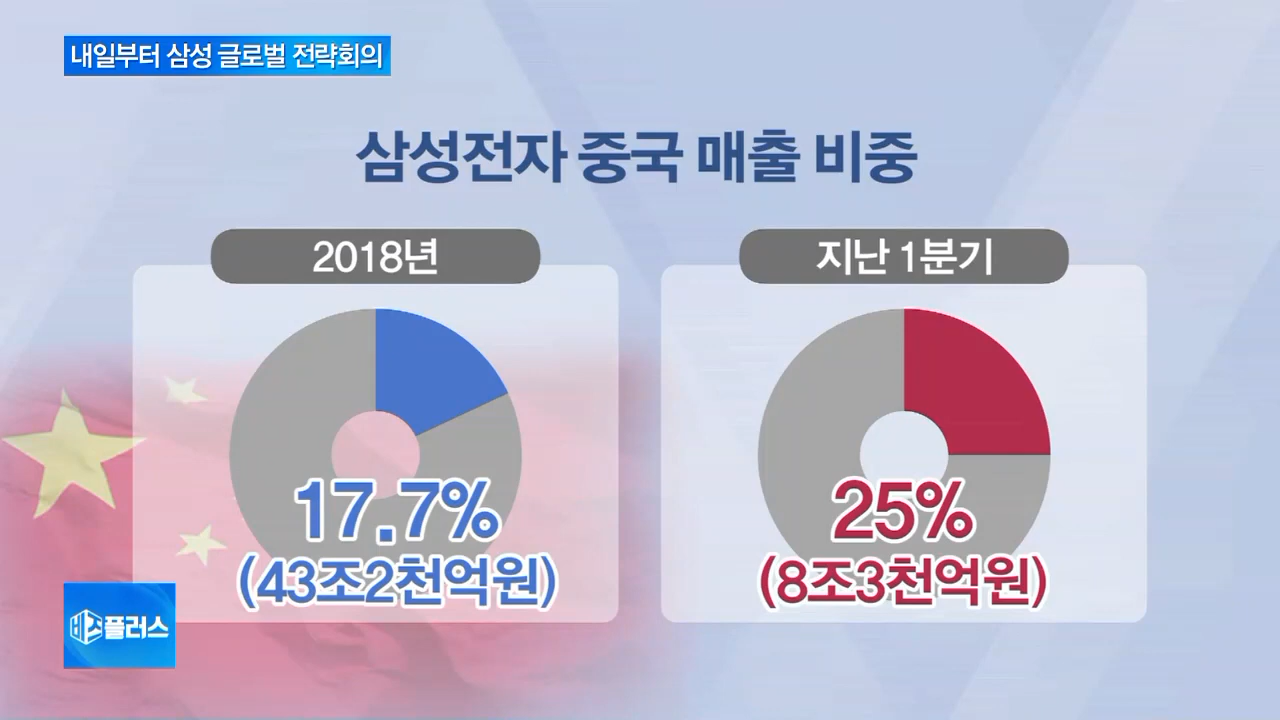 내일부터 삼성 글로벌 전략회의
삼성전자 중국 매출 비중
2018년
지난 1분기
17.7%
(43조2천억원)
25%
(8조3천억원)
비즈플러스